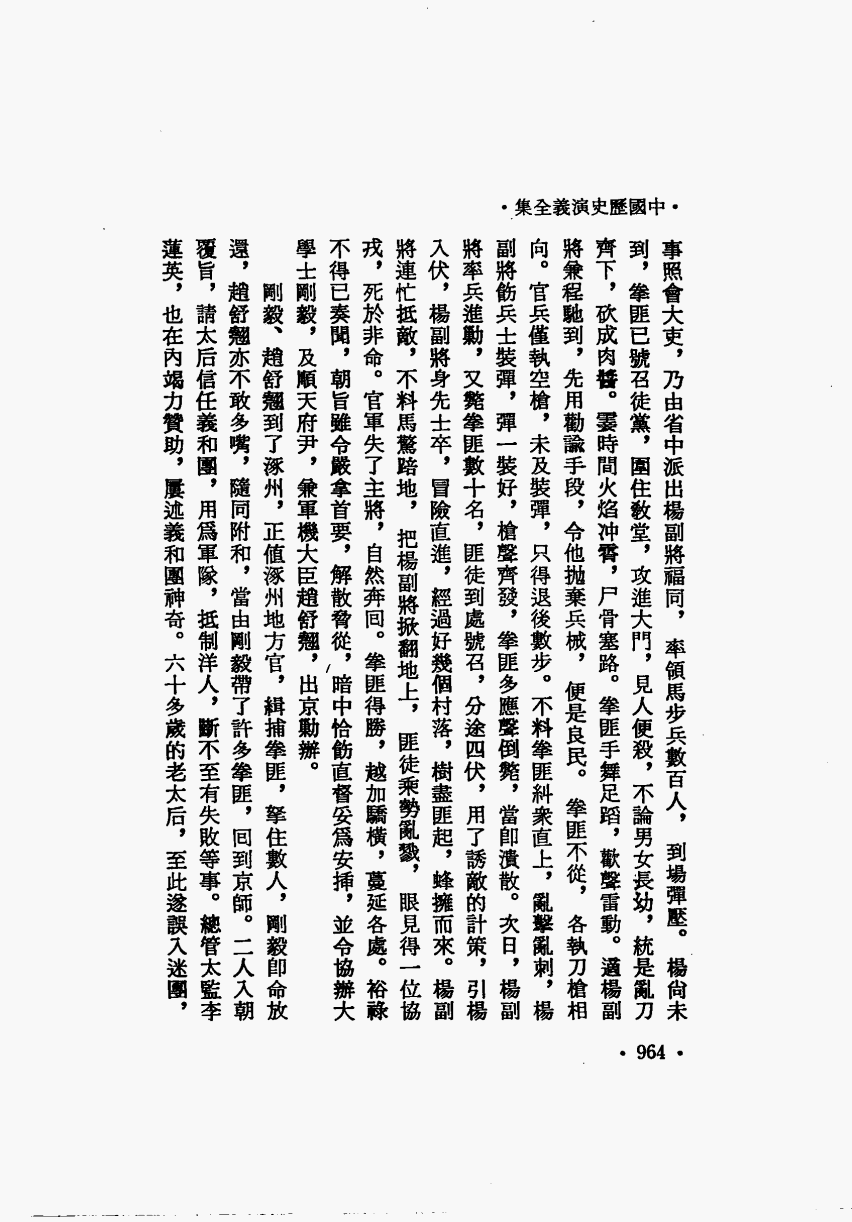 •中國歷史演義全集•
事照會大吏，乃由省中派出楊副將福同，率領馬步兵數百人，到場彈壓。楊尙未
到，拳匪已號召徒黨，圍住敎堂，攻進大門，見人便殺，不論男女長幼，統是亂刀
齊下，砍成肉醬。霎時間火焰冲霄，尸骨塞路。拳匪手舞足蹈，歡聲雷動。適楊副
將兼程馳到，先用勸諭手段，令他抛棄兵械，便是良民。拳匪不從，各執刀槍相
向。官兵僅執空槍，未及裝彈，只得退後數步。不料拳匪糾衆直上，亂擊亂刺，楊
副將飭兵士裝彈，彈一裝好，槍聲齊發，拳匪多應聲倒斃，當卽潰散。次日，楊副
將率兵進勦，又斃拳匪數十名，匪徒到處號召，分途四伏，用了誘敵的計策，引楊
入伏，楊副將身先士卒，冒險直進，經過好幾個村落，樹盡匪起，蜂擁而來。楊副
將連忙抵敵，不料馬驚踣地，把楊副將掀翻地上，匪徒乘勢亂戮，眼見得一位協
戎，死於非命。官軍失了主將，自然奔回。拳匪得勝，越加驕橫，蔓延各處。裕祿
不得已奏聞，朝旨雖令嚴拿首要，解散脅從，暗中恰飭直督妥爲安揷，並令協辦大
學士剛毅，及順天府尹，兼軍機大臣趙舒翹，出京勦辦。
剛毅、趙舒翹到了涿州，正値涿州地方官，緝捕拳匪，拏住數人，剛毅卽命放
還，趙舒翹亦不敢多嘴，隨同附和，當由剛毅帶了許多拳匪，回到京師。二人入朝
覆旨，請太后信任義和團，用爲軍隊，抵制洋人，斷不至有失敗等事。總管太監李
蓮英，也在內竭力贊助，屢述義和團神奇。六十多歲的老太后，至此遂誤入迷團，
•964•